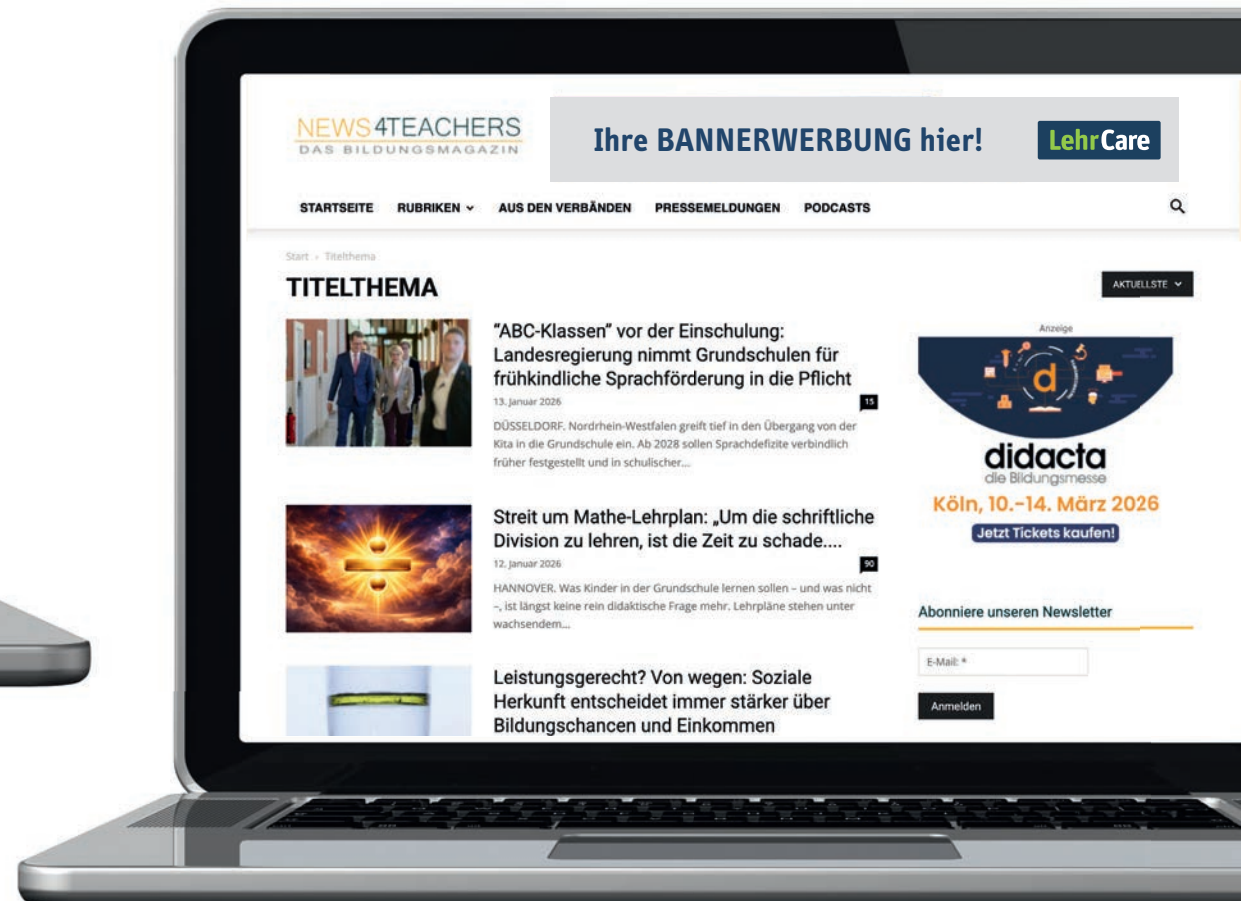 NEWS4TEACHERS
DAS BILDUNGSMAGAZIN
Ihre BANNERWERBUNG hier!
LehrCare
STARTSEITE RUBRIKEN AUS DEN VERBÄNDEN PRESSEMELDUNGEN PODCASTS
Start › Titelthema
TITELTHEMA
AKTUELLSTE
"ABC-Klassen" vor der Einschulung:
Landesregierung nimmt Grundschulen für
frühkindliche Sprachförderung in die Pflicht
13. Januar 2026
15
DÜSSELDORF. Nordrhein-Westfalen greift tief in den Übergang von der
Kita in die Grundschule ein. Ab 2028 sollen Sprachdefizite verbindlich
früher festgestellt und in schulischer...
Streit um Mathe-Lehrplan: „Um die schriftliche
Division zu lehren, ist die Zeit zu schade....
12. Januar 2026
90
HANNOVER. Was Kinder in der Grundschule lernen sollen – und was nicht
–, ist längst keine rein didaktische Frage mehr. Lehrpläne stehen unter
wachsendem...
Leistungsgerecht? Von wegen: Soziale
Herkunft entscheidet immer stärker über
Bildungschancen und Einkommen
Anzeige
d
didacta
die Bildungsmesse
Köln, 10.–14. März 2026
Jetzt Tickets kaufen!
Abonniere unseren Newsletter
E-Mail: *
Anmelden